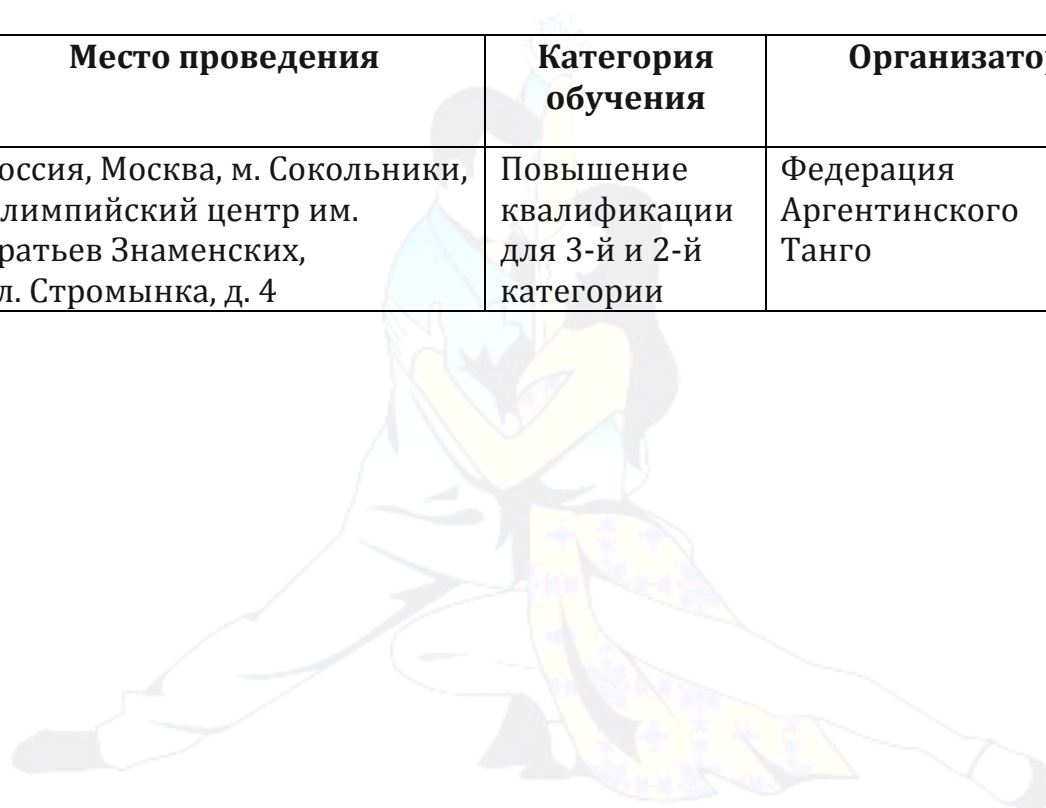 Место проведения
Категория
обучения
Организатор
оссия, Москва, м. Сокольники,
лимпийский центр им.
ратьев Знаменских,
л. Стромынка, д. 4
Повышение
квалификации
для 3-й и 2-й
категории
Федерация
Аргентинского
Танго